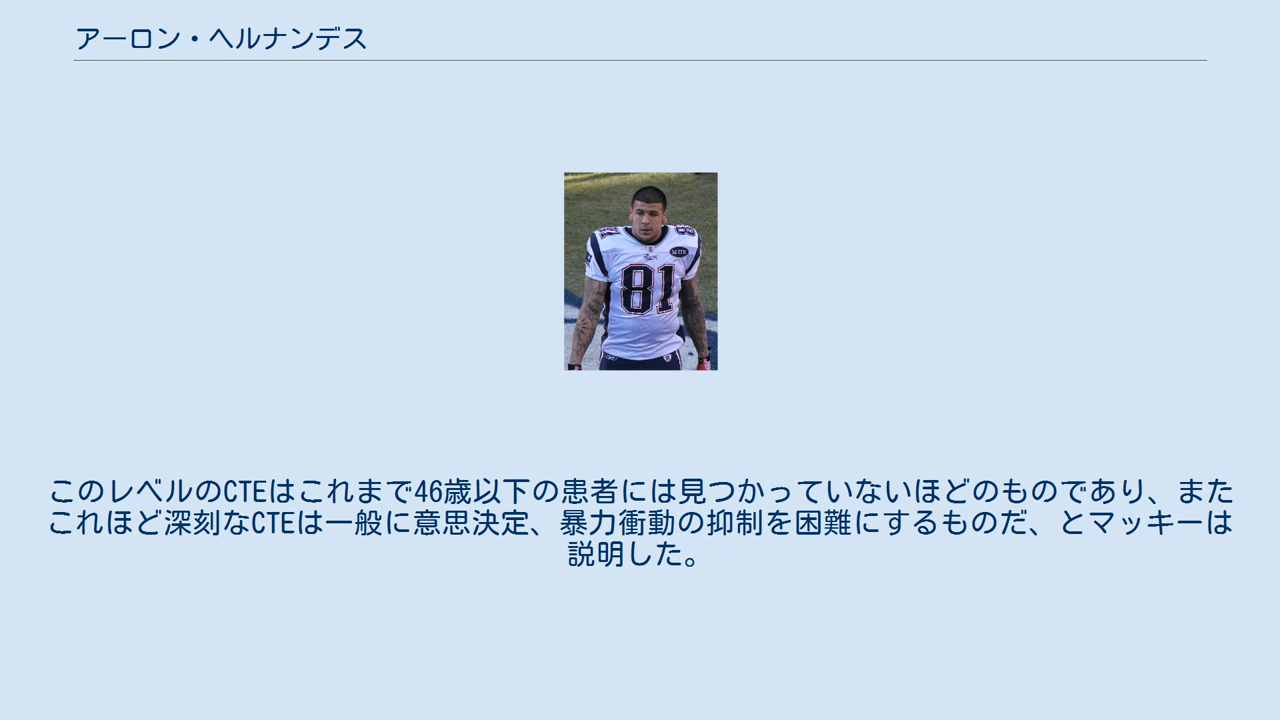 アーロン・ヘルナンデス
81
このレベルのCTEはこれまで46歳以下の患者には見つかっていないほどのものであり、また
これほど深刻なCTEは一般に意思決定、暴力衝動の抑制を困難にするものだ、とマッキーは
説明した。